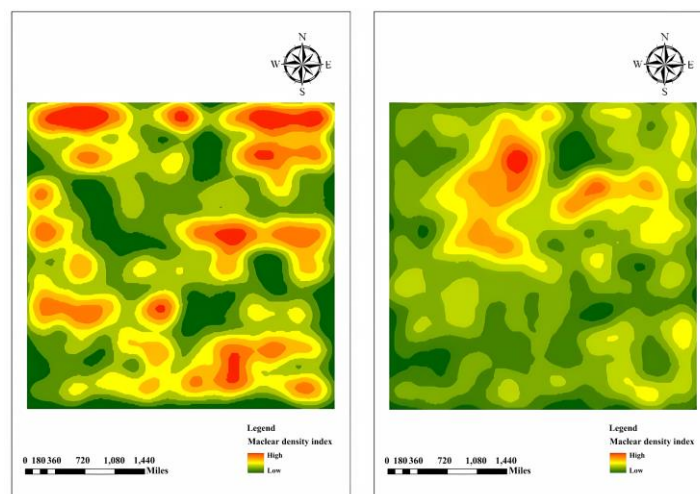 N
W E
S
Legend
Maclear density index
High
Low
0 180 360 720 1,080 1,440
Miles
N
W E
S
Legend
Maclear density index
High
Low
0 180 360 720 1,080 1,440
Miles